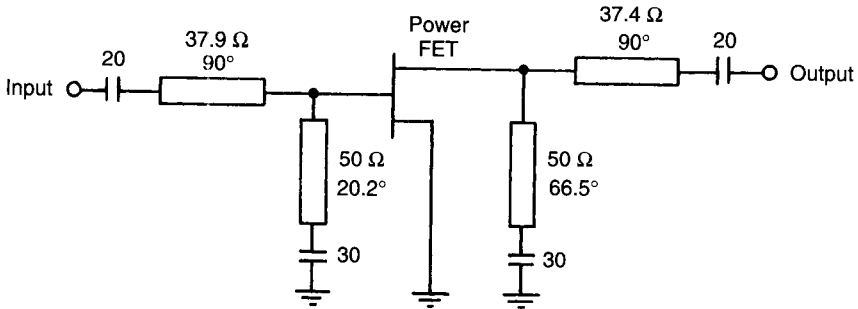 Input
20
37.9 Ω
90°
50 Ω
20.2°
30
Power
FET
50 Ω
66.5°
30
37.4 Ω
90°
20
Output